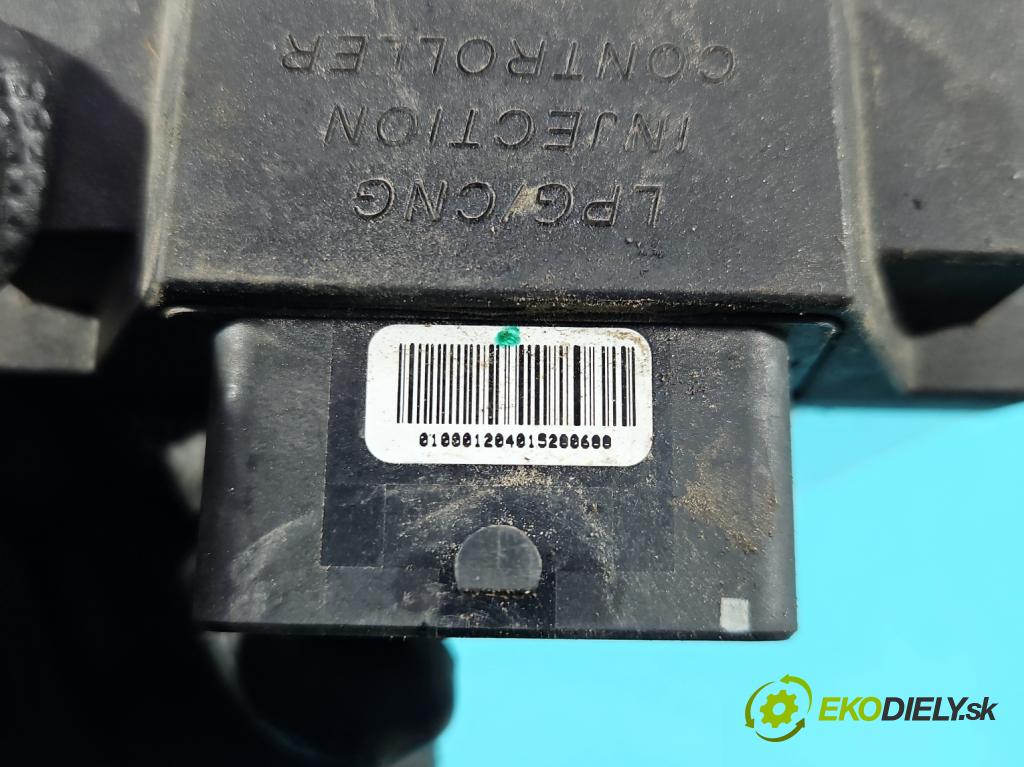 LPG/CNG
INJECTION
CONTROLLER
010001204015200600
EKODIELY.sk